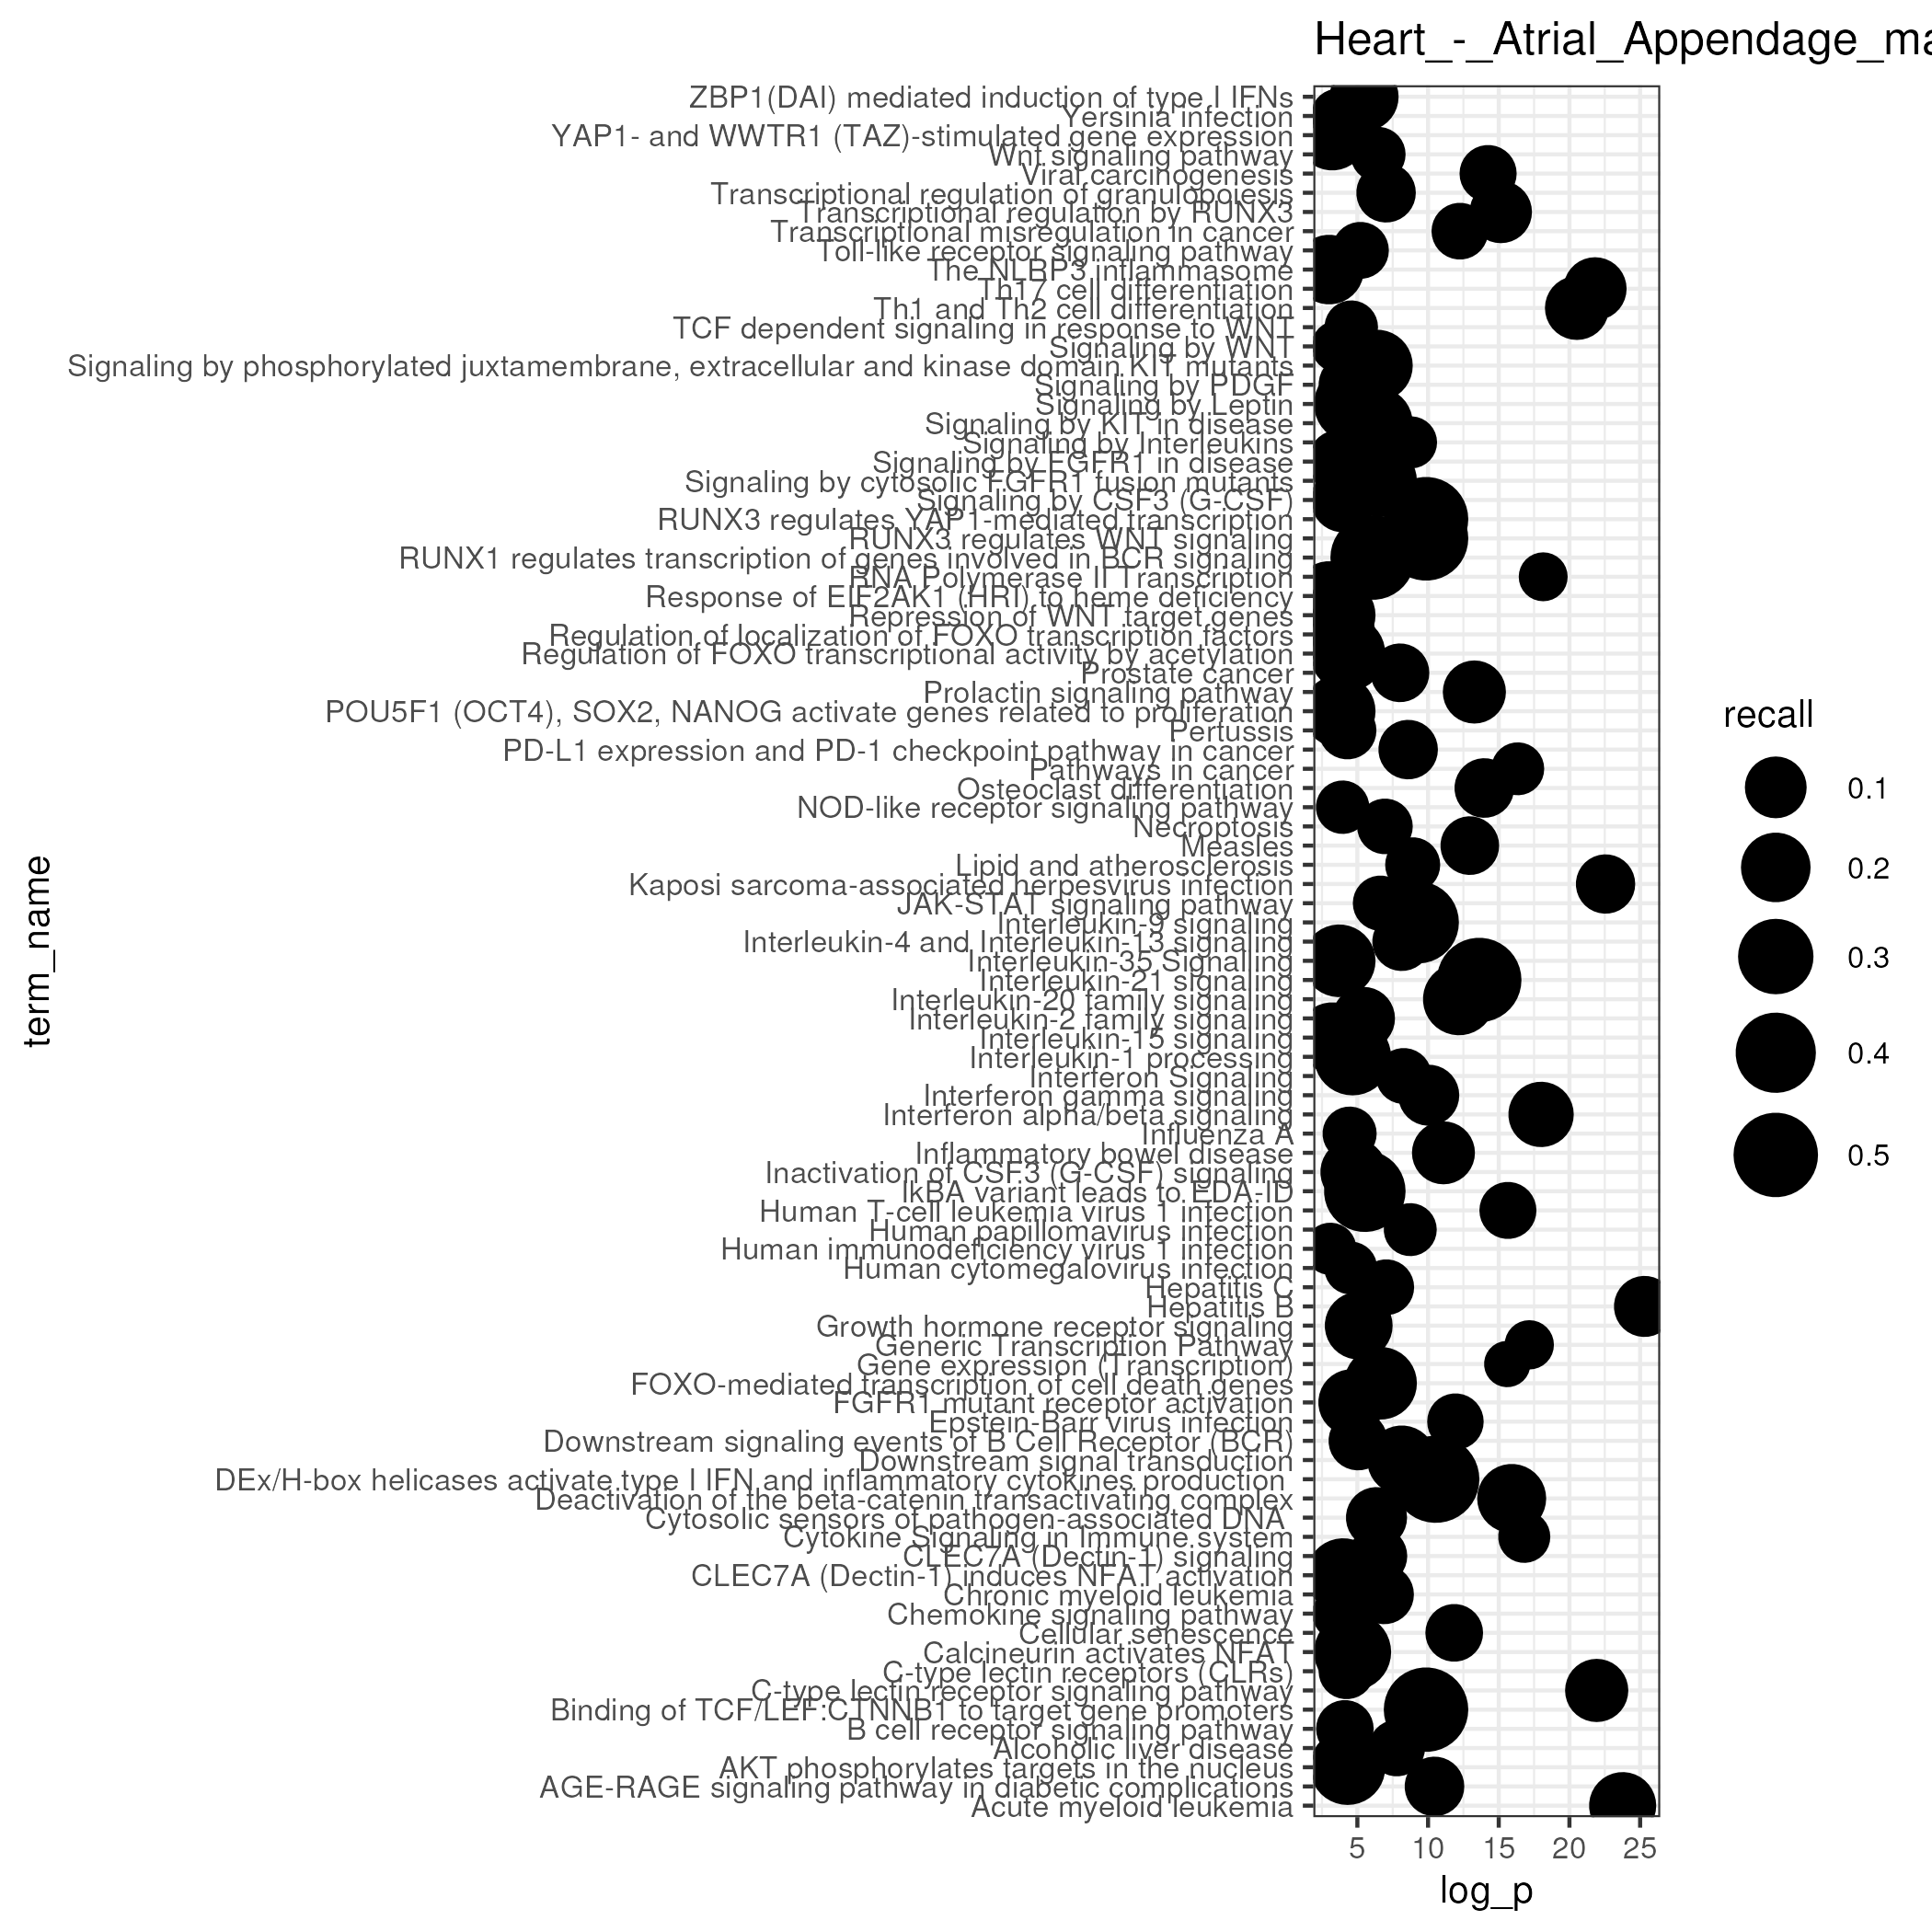 Heart_-_Atrial_Appendage_ma
ZBP1(DAI) mediated induction of type I IFNs
Yersinia infection
YAP1- and WWTR1 (TAZ)-stimulated gene expression
Wnt signaling pathway
Viral carcinogenesis
Transcriptional regulation of granulopoiesis
Transcriptional regulation by RUNX3
Transcriptional misregulation in cancer
Toll-like receptor signaling pathway
The NLRP3 inflammasome
Th17 cell differentiation
Th1 and Th2 cell differentiation
TCF dependent signaling in response to WNT
Signaling by WNT
Signaling by phosphorylated juxtamembrane, extracellular and kinase domain KIT mutants
Signaling by PDGF
Signaling by Leptin
Signaling by KIT in disease
Signaling by Interleukins
Signaling by FGFR1 in disease
Signaling by cytosolic FGFR1 fusion mutants
Signaling by CSF3 (G-CSF)
RUNX3 regulates YAP1-mediated transcription
RUNX3 regulates WNT signaling
RUNX1 regulates transcription of genes involved in BCR signaling
RNA Polymerase II Transcription
Response of EIF2AK1 (HRI) to heme deficiency
Repression of WNT target genes
Regulation of localization of FOXO transcription factors
Regulation of FOXO transcriptional activity by acetylation
Prostate cancer
Prolactin signaling pathway
POU5F1 (OCT4), SOX2, NANOG activate genes related to proliferation
Pertussis
PD-L1 expression and PD-1 checkpoint pathway in cancer
Pathways in cancer
Osteoclast differentiation
NOD-like receptor signaling pathway
Necroptosis
Measles
Lipid and atherosclerosis
Kaposi sarcoma-associated herpesvirus infection
JAK-STAT signaling pathway
Interleukin-9 signaling
Interleukin-4 and Interleukin-13 signaling
Interleukin-35 Signalling
Interleukin-21 signaling
Interleukin-20 family signaling
Interleukin-2 family signaling
Interleukin-15 signaling
Interleukin-1 processing
Interferon Signaling
Interferon gamma signaling
Interferon alpha/beta signaling
Influenza A
Inflammatory bowel disease
Inactivation of CSF3 (G-CSF) signaling
IkBA variant leads to EDA-ID
Human T-cell leukemia virus 1 infection
Human papillomavirus infection
Human immunodeficiency virus 1 infection
Human cytomegalovirus infection
Hepatitis C
Hepatitis B
Growth hormone receptor signaling
Generic Transcription Pathway
Gene expression (Transcription)
FOXO-mediated transcription of cell death genes
FGFR1 mutant receptor activation
Epstein-Barr virus infection
Downstream signaling events of B Cell Receptor (BCR)
Downstream signal transduction
DEx/H-box helicases activate type I IFN and inflammatory cytokines production
Deactivation of the beta-catenin transactivating complex
Cytosolic sensors of pathogen-associated DNA
Cytokine Signaling in Immune system
CLEC7A (Dectin-1) signaling
CLEC7A (Dectin-1) induces NFAT activation
Chronic myeloid leukemia
Chemokine signaling pathway
Cellular senescence
Calcineurin activates NFAT
C-type lectin receptors (CLRs)
C-type lectin receptor signaling pathway
Binding of TCF/LEF:CTNNB1 to target gene promoters
B cell receptor signaling pathway
Alcoholic liver disease
AKT phosphorylates targets in the nucleus
AGE-RAGE signaling pathway in diabetic complications
Acute myeloid leukemia
term_name
5 10 15 20 25
log_p
recall
0.1
0.2
0.3
0.4
0.5